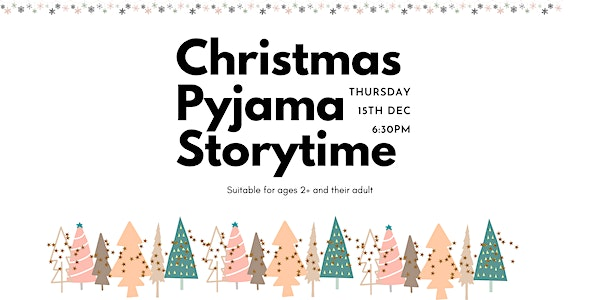 Christmas
Pyjama
Storytime
THURSDAY
15TH DEC
6:30PM
Suitable for ages 2+ and their adult